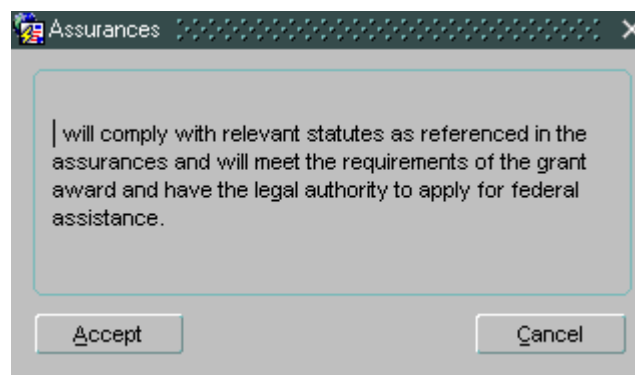 Assurances
I will comply with relevant statutes as referenced in the
assurances and will meet the requirements of the grant
award and have the legal authority to apply for federal
assistance.
Accept
Cancel